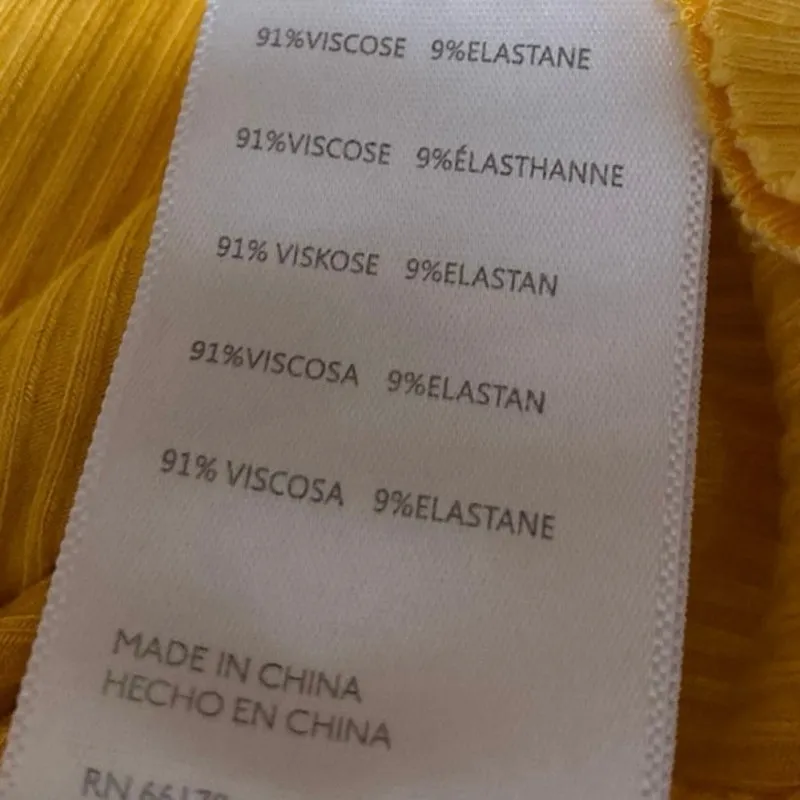 91%VISCOSE 9%ELASTANE
91%VISCOSE 9%ÉLASTHANNE
91% VISKOSE 9%ELASTAN
91%VISCOSA 9%ELASTAN
91% VISCOSA 9%ELASTANE
MADE IN CHINA
HECHO EN CHINA
RN